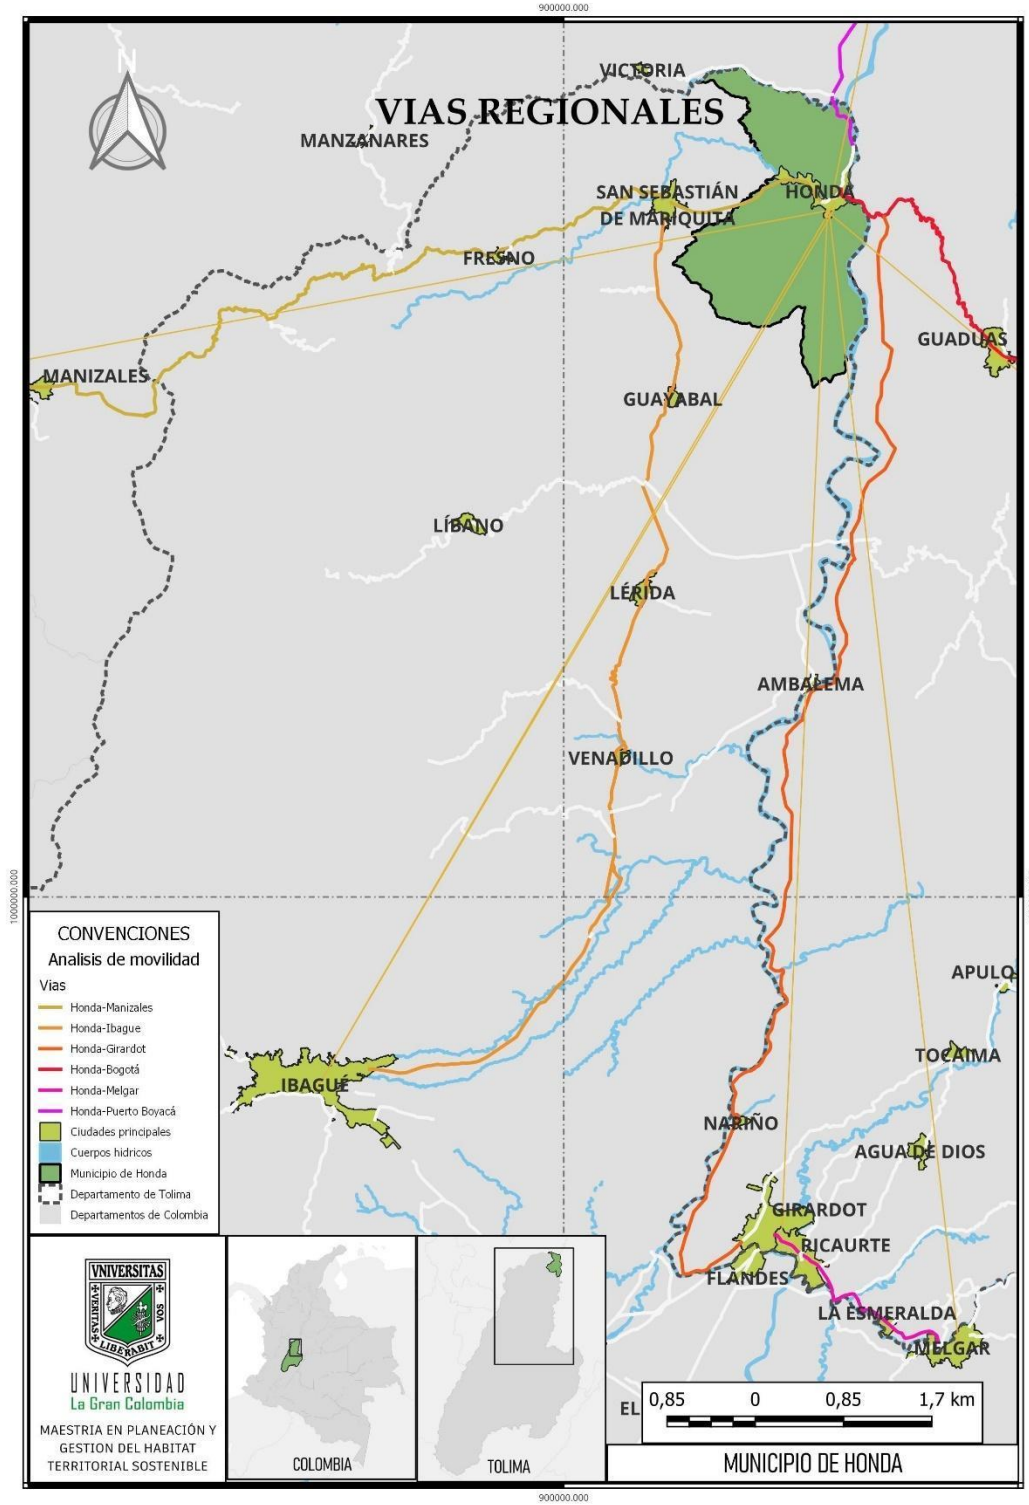 900000.000
N
VIAS REGIONALES
VICTORIA
MANZANARES
SAN SEBASTIÁN
DE MARIQUITA
HONDA
FRESNO
GUADUAS
MANIZALES
GUAYABAL
LÍBANO
LÉRIDA
AMBALEMA
VENADILLO
1000000.000
CONVENCIONES
Analisis de movilidad
Vias
Honda-Manizales
Honda-Ibague
Honda-Girardot
Honda-Bogotá
Honda-Melgar
Honda-Puerto Boyacá
Ciudades principales
Cuerpos hidricos
Municipio de Honda
Departamento de Tolima
Departamentos de Colombia
APULO
TOCAIMA
IBAGUÉ
NARIÑO
AGUA DE DIOS
GIRARDOT
RICAURTE
FLANDES
LA ESMERALDA
MELGAR
EL
0,85 0 0,85 1,7 km
VNIVERSITAS
VERITAS
VOS
LIBERABIT
UNIVERSIDAD
La Gran Colombia
MAESTRIA EN PLANEACIÓN Y
GESTION DEL HABITAT
TERRITORIAL SOSTENIBLE
COLOMBIA
TOLIMA
MUNICIPIO DE HONDA
900000.000